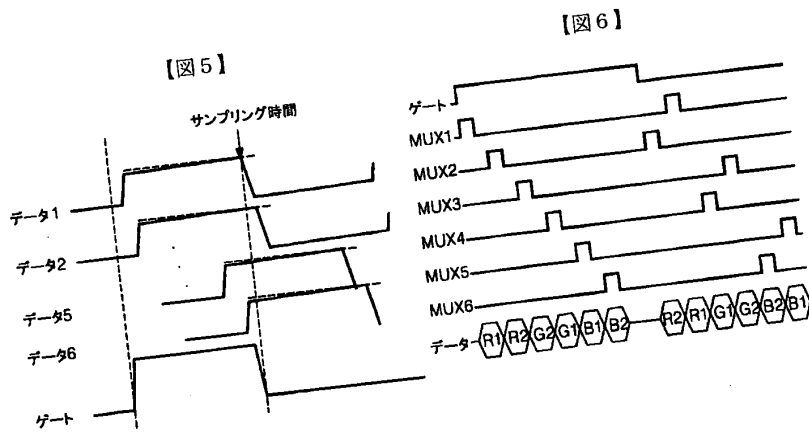 【図5】
サンプリング時間
データ1
データ2
データ5
データ6
ゲート
【図6】
ゲート
MUX1
MUX2
MUX3
MUX4
MUX5
MUX6
データ R1 R2 G2 G1 B1 B2 R2 R1 G1 G2 B2 B1